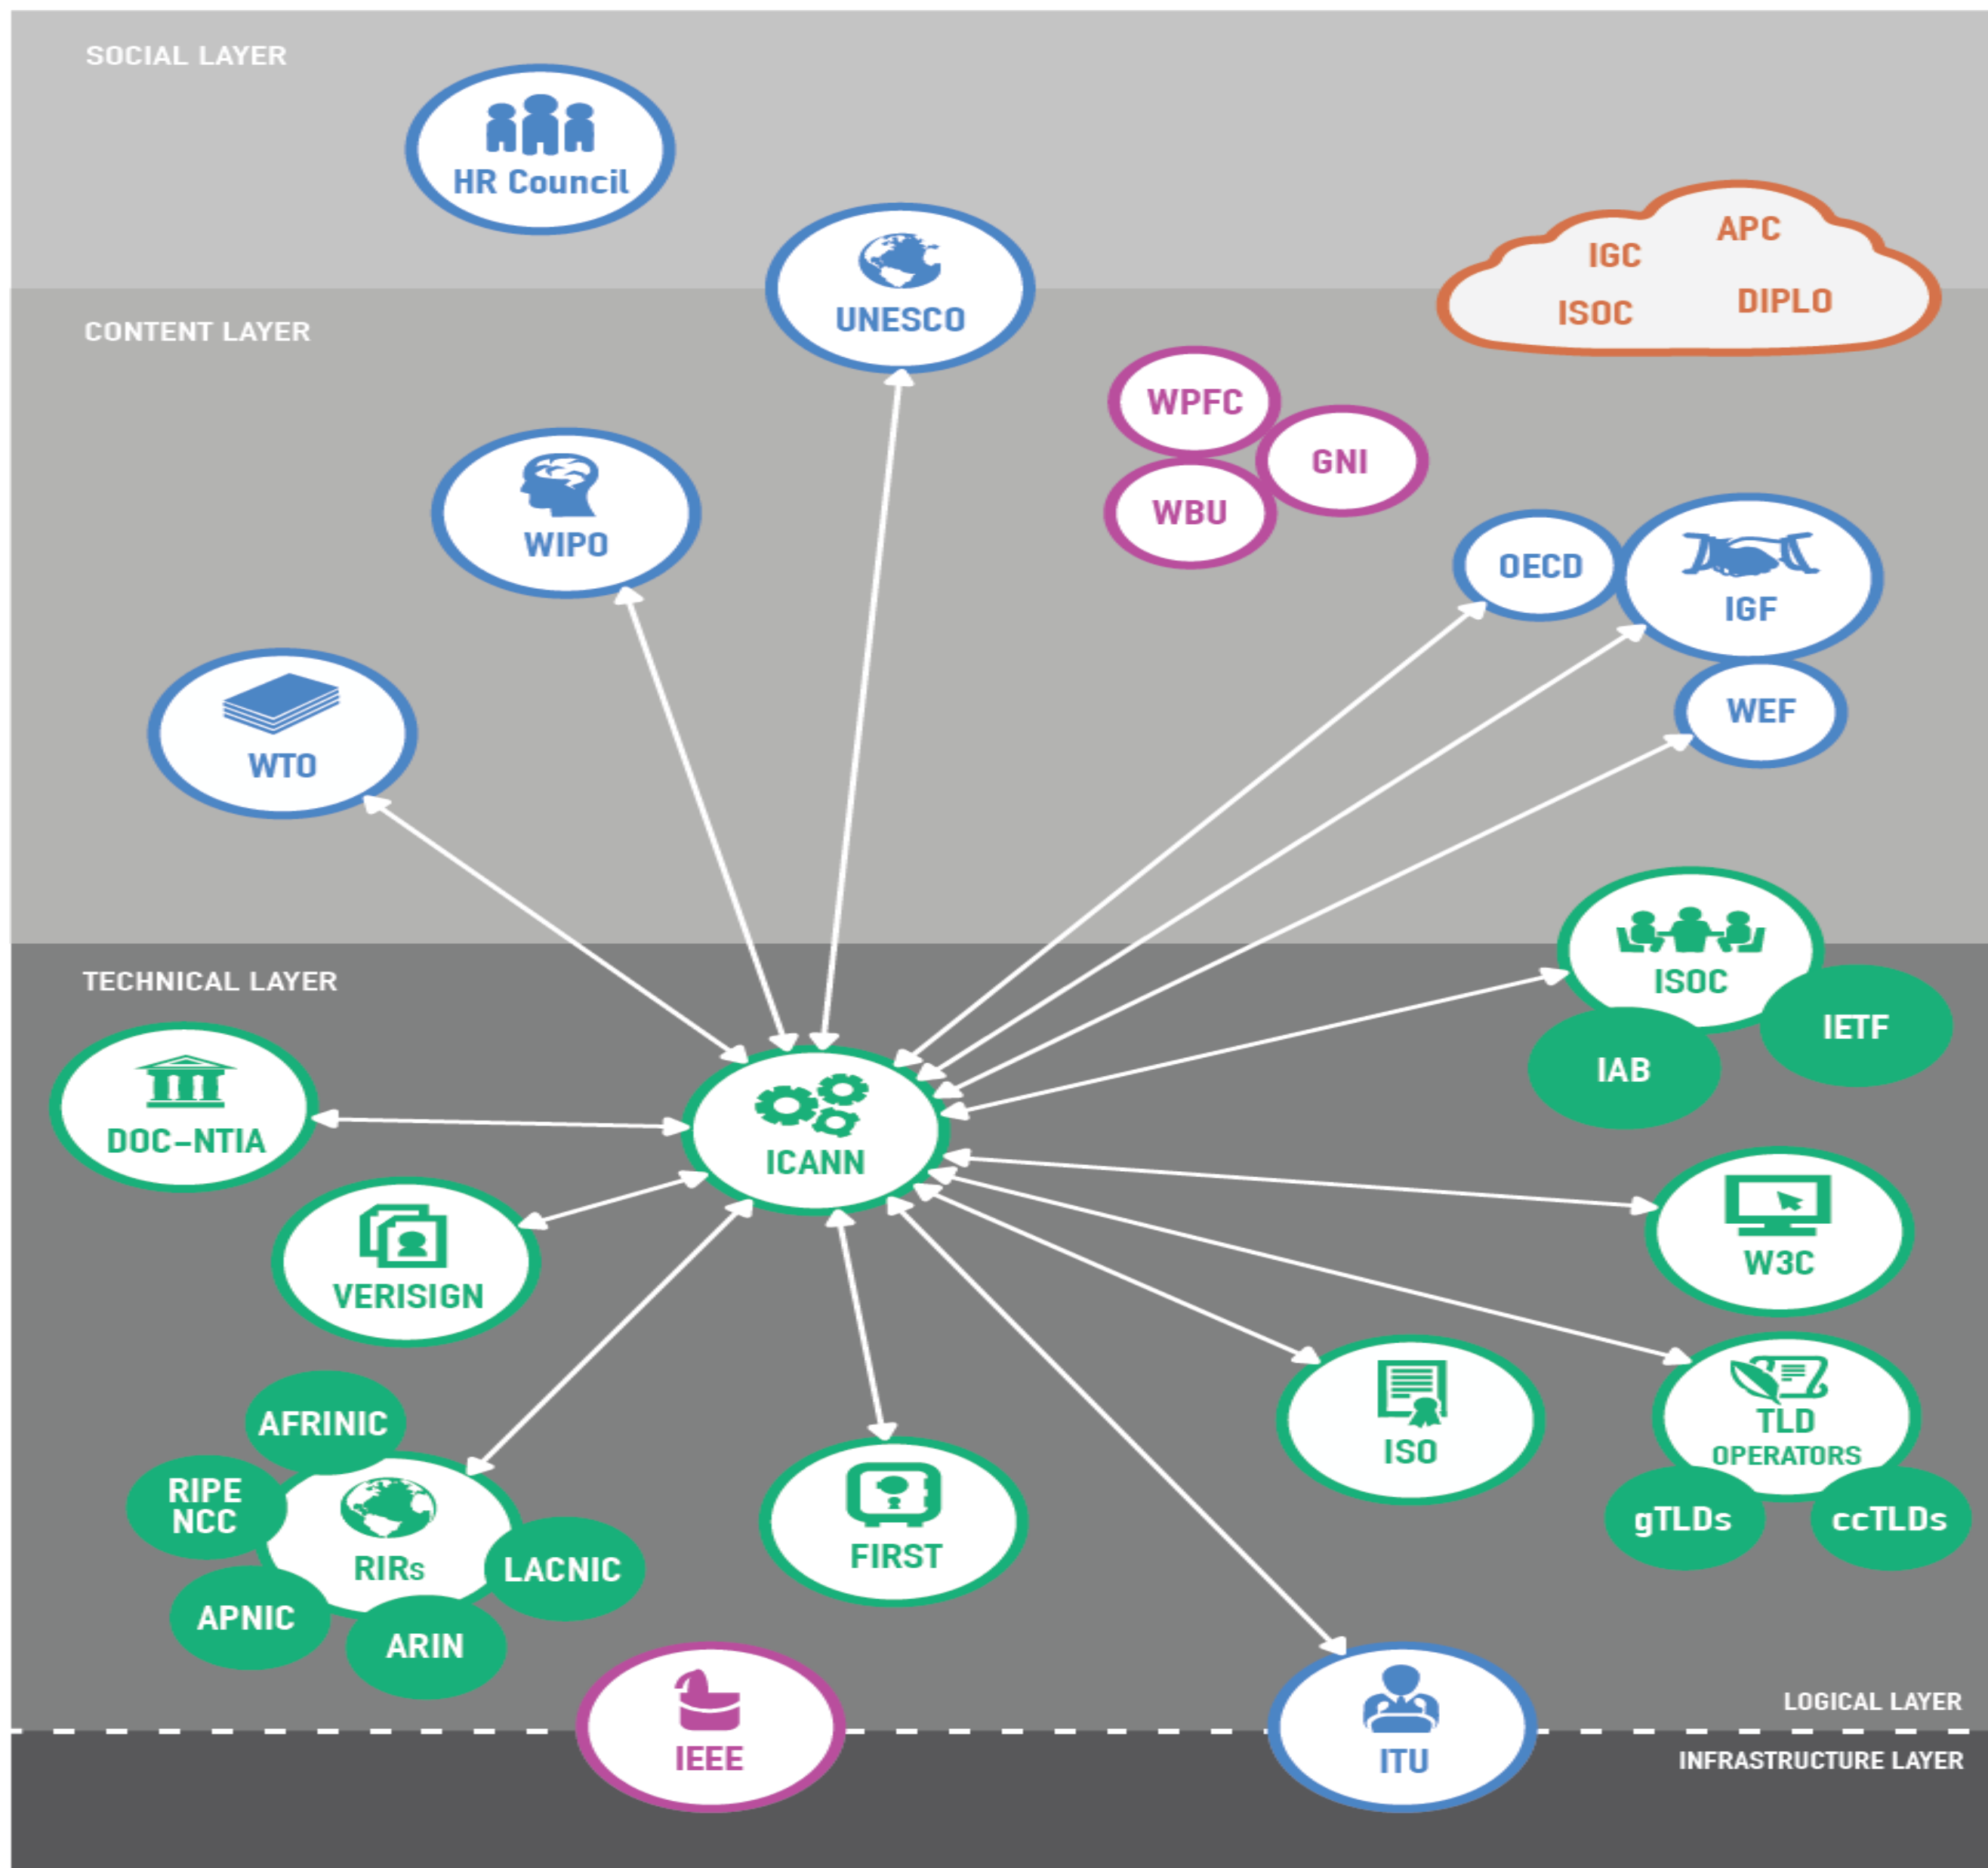 SOCIAL LAYER
HR Council
UNESCO
APC
IGC
ISOC
DIPLO
CONTENT LAYER
WPFC
GNI
WBU
WIPO
OECD
IGF
WEF
WTO
TECHNICAL LAYER
ISOC
IETF
IAB
DOC–NTIA
ICANN
VERISIGN
W3C
AFRINIC
RIPE
NCC
RIRs
LACNIC
APNIC
ARIN
FIRST
ISO
TLD
OPERATORS
gTLDs
ccTLDs
LOGICAL LAYER
IEEE
ITU
INFRASTRUCTURE LAYER